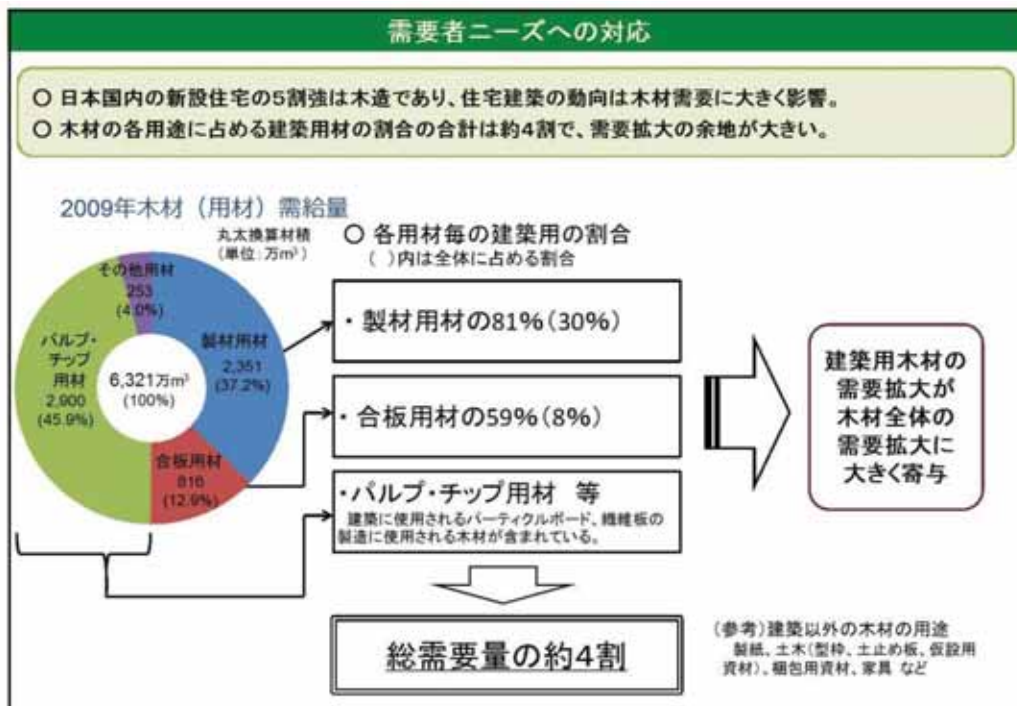 需要者ニーズへの対応
○ 日本国内の新設住宅の5割強は木造であり、住宅建築の動向は木材需要に大きく影響。
○ 木材の各用途に占める建築用材の割合の合計は約4割で、需要拡大の余地が大きい。
2009年木材（用材）需給量
丸太換算材積
（単位：万m³）
その他用材
253
(4.0%)
製材用材
2,351
(37.2%)
パルプ・
チップ
用材
2,900
(45.9%)
6,321万m³
(100%)
合板用材
816
(12.9%)
○ 各用材毎の建築用の割合
（ ）内は全体に占める割合
・製材用材の81%(30%)
・合板用材の59%(8%)
・パルプ・チップ用材 等
建築に使用されるパーティクルボード、繊維板の
製造に使用される木材が含まれている。
総需要量の約4割
建築用木材の
需要拡大が
木材全体の
需要拡大に
大きく寄与
（参考）建築以外の木材の用途
製紙、土木（型枠、土止め板、仮設用
資材）、梱包用資材、家具 など